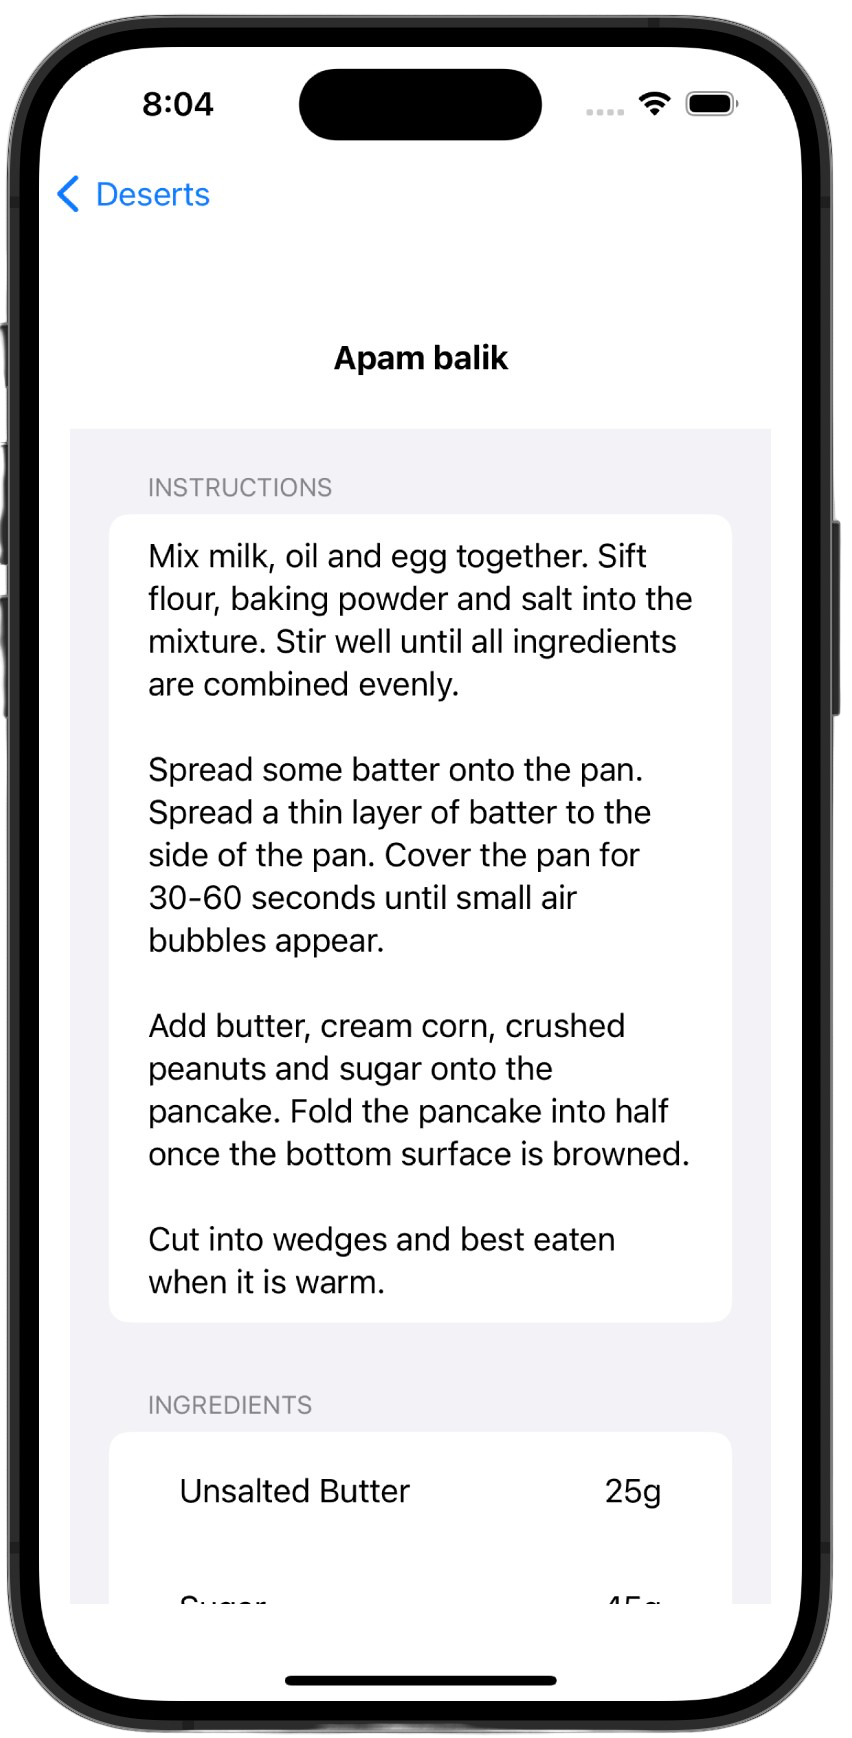 8:04
Deserts
Apam balik
INSTRUCTIONS
Mix milk, oil and egg together. Sift
flour, baking powder and salt into the
mixture. Stir well until all ingredients
are combined evenly.
Spread some batter onto the pan.
Spread a thin layer of batter to the
side of the pan. Cover the pan for
30-60 seconds until small air
bubbles appear.
Add butter, cream corn, crushed
peanuts and sugar onto the
pancake. Fold the pancake into half
once the bottom surface is browned.
Cut into wedges and best eaten
when it is warm.
INGREDIENTS
Unsalted Butter 25g
Sugar 45g